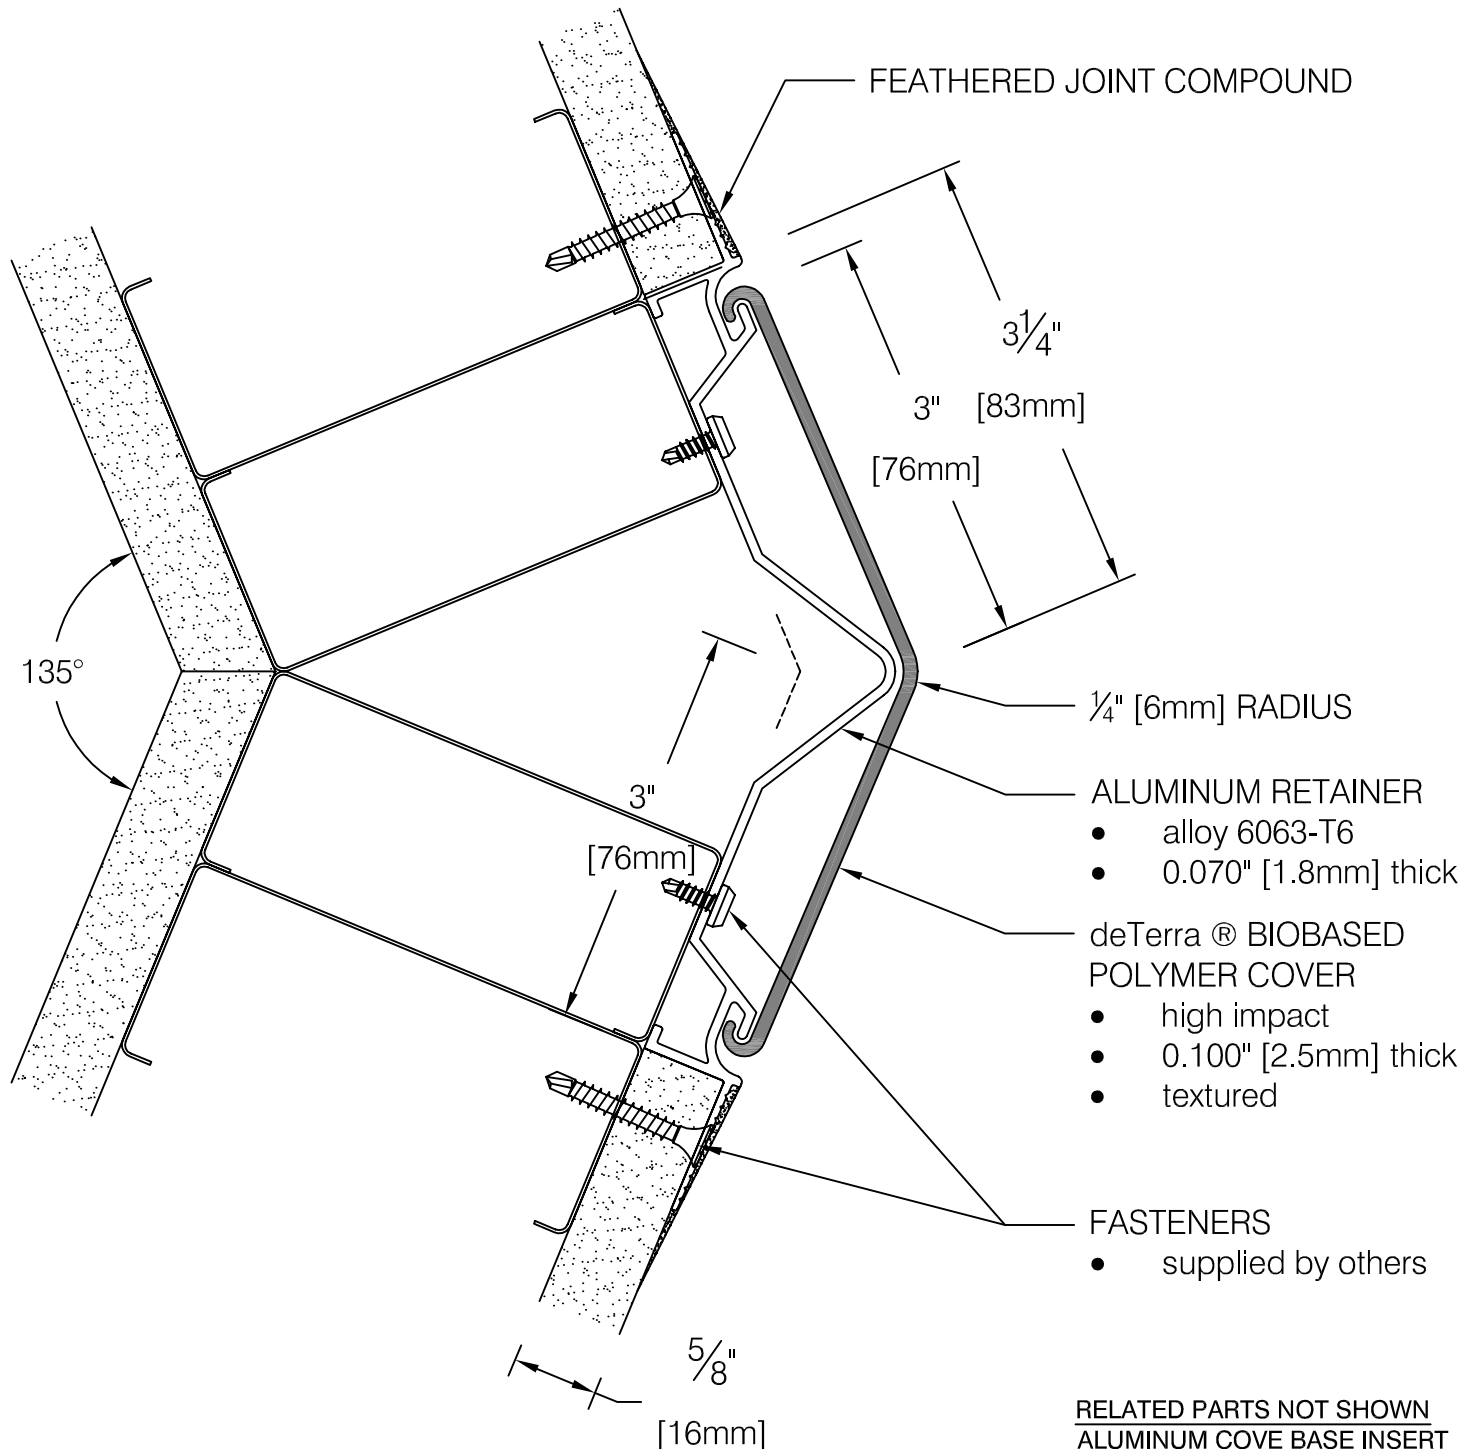 FEATHERED JOINT COMPOUND
3 1/4"
[83mm]
3"
[76mm]
135°
1/4" [6mm] RADIUS
ALUMINUM RETAINER
• alloy 6063-T6
• 0.070" [1.8mm] thick
3"
[76mm]
deTerra ® BIOBASED
POLYMER COVER
• high impact
• 0.100" [2.5mm] thick
• textured
FASTENERS
• supplied by others
5/8"
[16mm]
RELATED PARTS NOT SHOWN
ALUMINUM COVE BASE INSERT